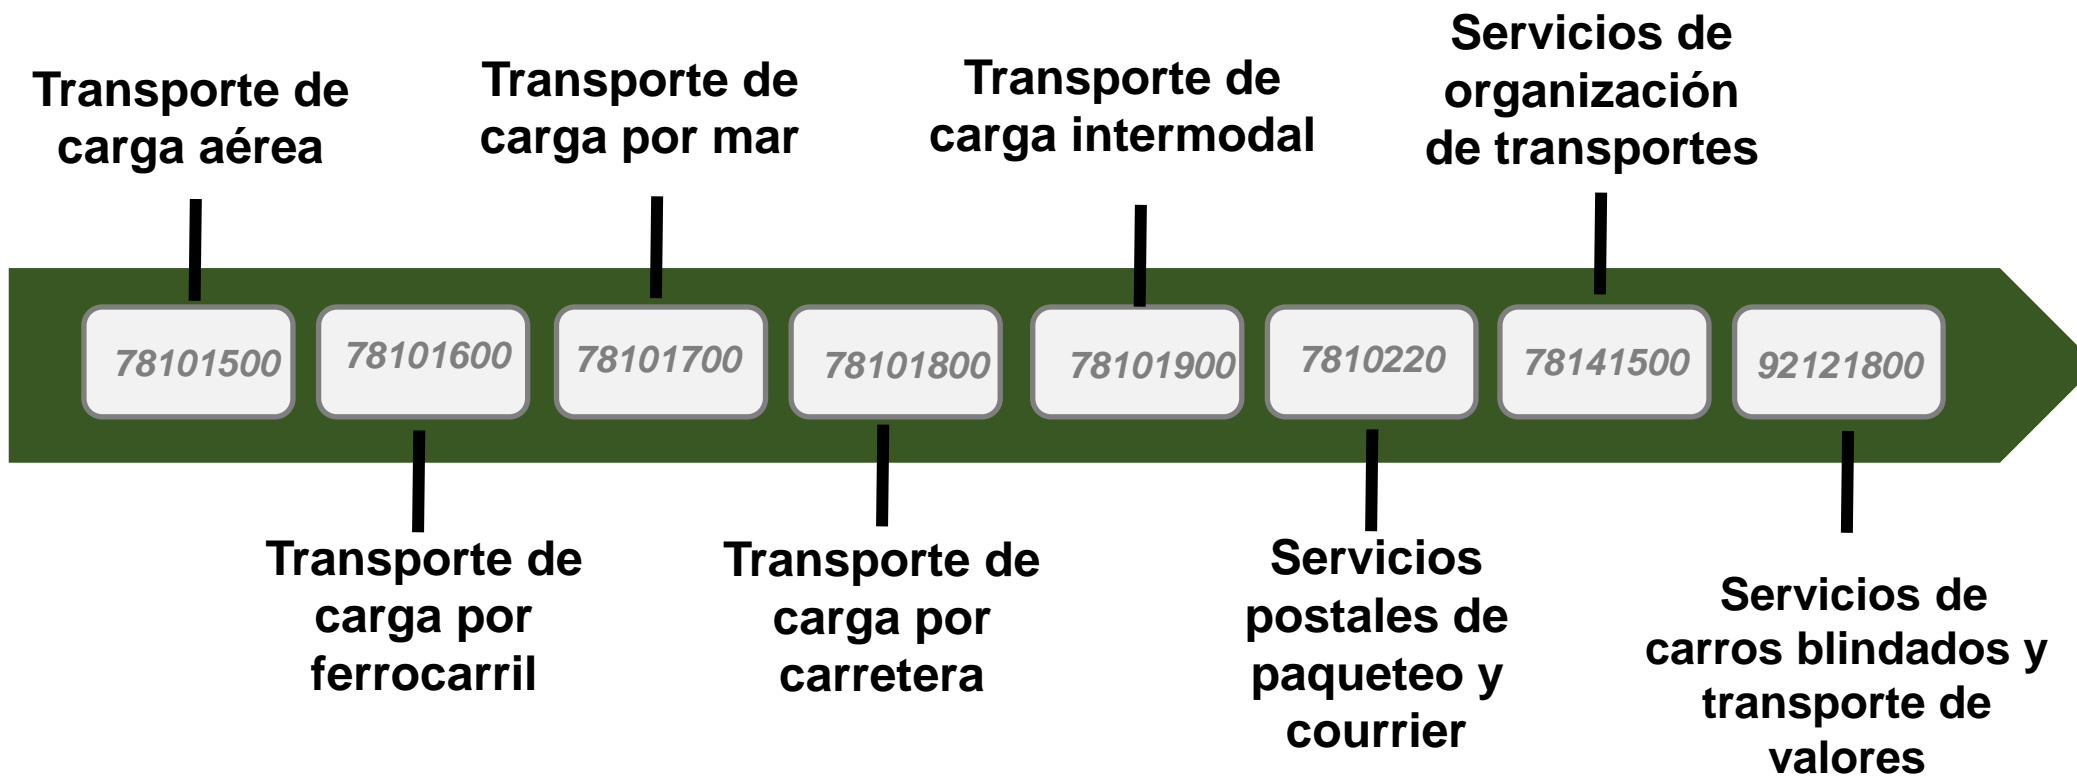 Transporte de
carga aérea
Transporte de
carga por mar
Transporte de
carga intermodal
Servicios de
organización
de transportes
78101500
78101600
78101700
78101800
78101900
7810220
78141500
92121800
Transporte de
carga por
ferrocarril
Transporte de
carga por
carretera
Servicios
postales de
paqueteo y
courrier
Servicios de
carros blindados y
transporte de
valores